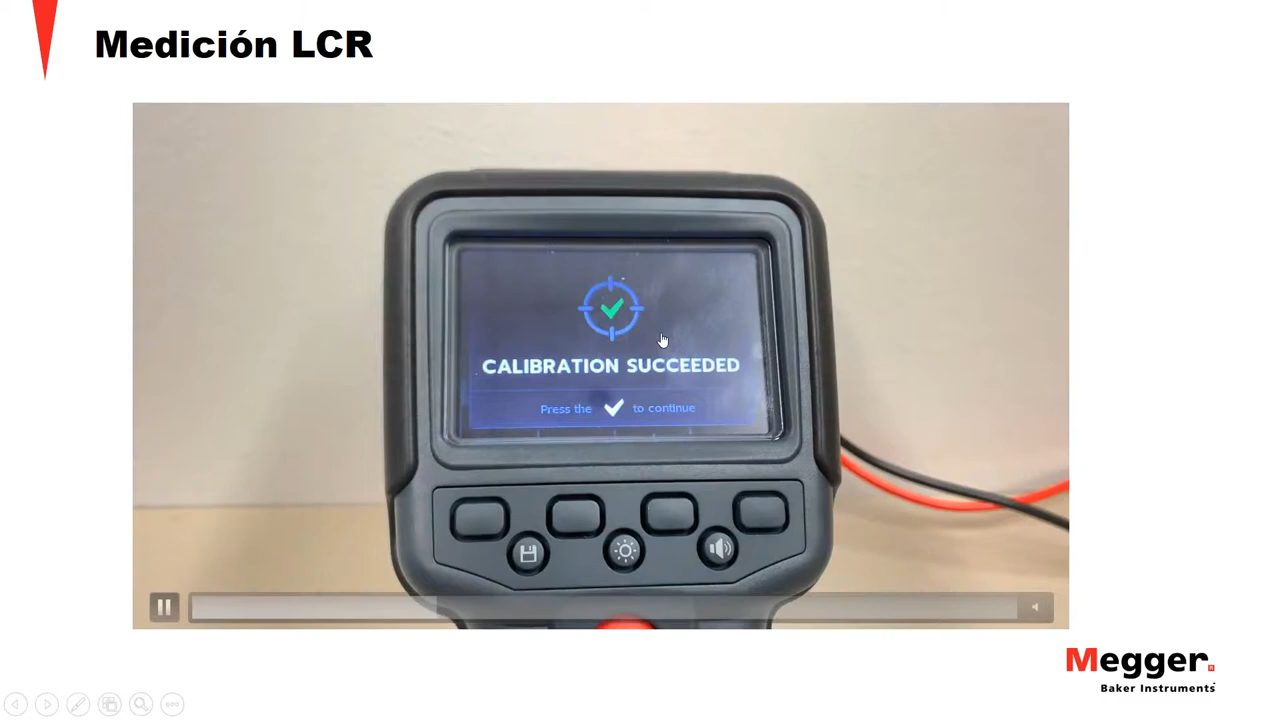 Medición LCR
CALIBRATION SUCCEEDED
Press the ✓ to continue
Megger.
Baker Instruments